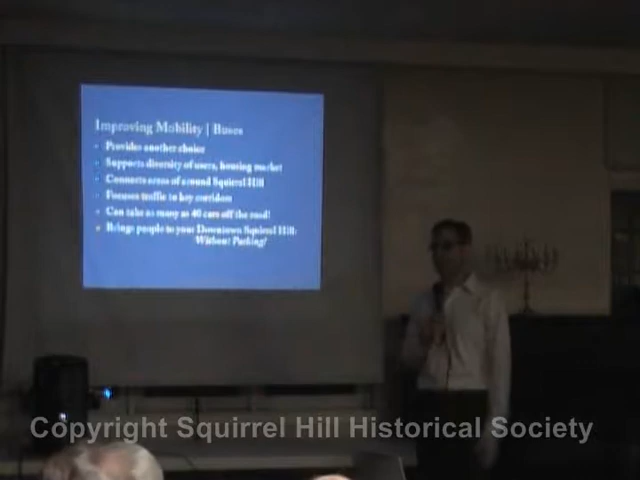 Improving Mobility | Buses
- Provides another choice
- Supports diversity of users, housing market
- Connects areas of around Squirrel Hill
- Focuses traffic to key corridors
- Can take as many as 40 cars off the road!
- Brings people to your Downtown Squirrel Hill:
Without Parking!
Copyright Squirrel Hill Historical Society